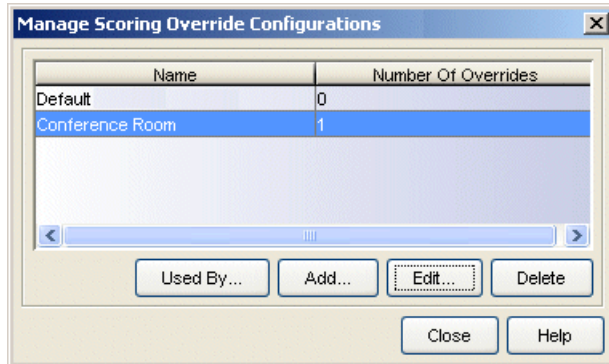 Manage Scoring Override Configurations
Name Number Of Overrides
Default 0
Conference Room 1
Used By... Add... Edit... Delete
Close Help